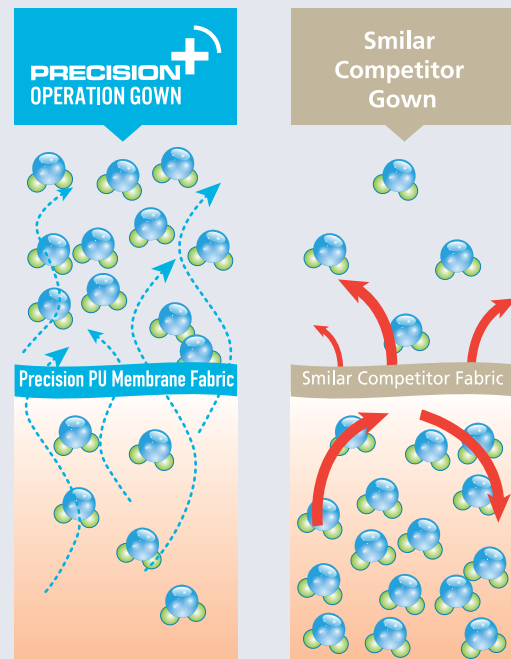 PRECISION
OPERATION GOWN
Smilar
Competitor
Gown
Precision PU Membrane Fabric
Smilar Competitor Fabric